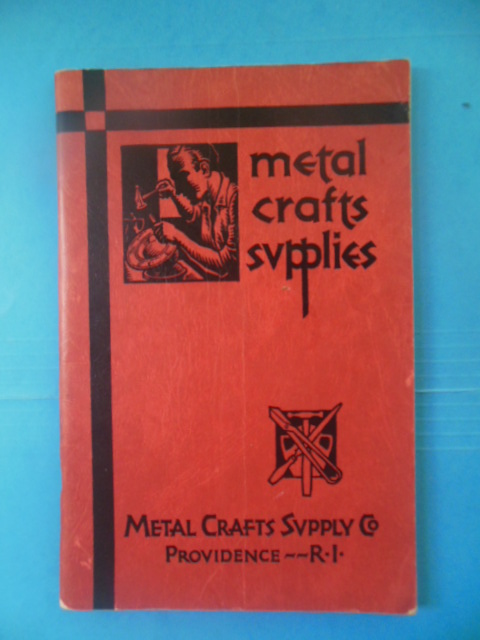 metal
crafts
svpplies
METAL CRAFTS SVPPLY CO
PROVIDENCE ~~ R·I·